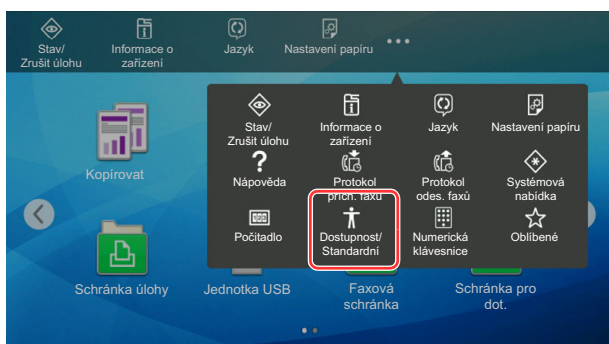 Stav/
Zrušit úlohu
Informace o
zařízení
Jazyk
Nastavení papíru
Stav/
Zrušit úlohu
Informace o
zařízení
Jazyk
Nastavení papíru
Nápověda
Protokol
přích. faxů
Protokol
odes. faxů
Systémová
nabídka
Počitadlo
Dostupnost/
Standardní
Numerická
klávesnice
Oblíbené
Kopírovat
Schránka úlohy
Jednotka USB
Faxová
schránka
Schránka pro
dot.